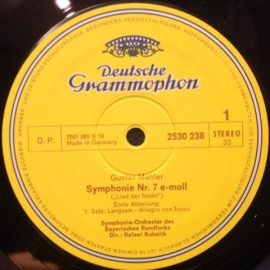 Deutsche
Grammophon
D. P.
2561 065 S 19
Made in Germany
2530 238
1
STEREO
33
Gustav Mahler
Symphonie Nr. 7 e-moll
(„Lied der Nacht“)
Erste Abteilung:
1. Satz: Langsam - Allegro con fuoco
Symphonie-Orchester des
Bayerischen Rundfunks
Dir.: Rafael Kubelik